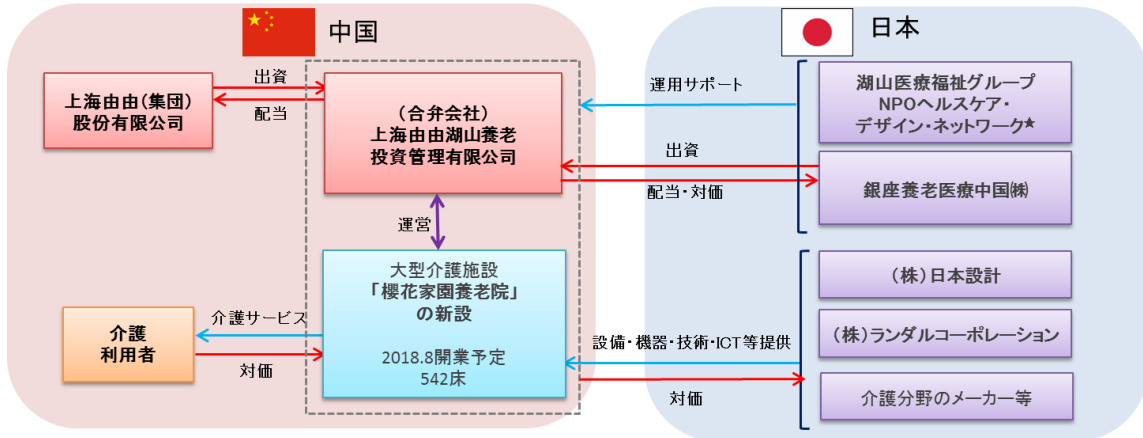 中国
日本
上海由由(集団)
股份有限公司
出資
配当
(合弁会社)
上海由由湖山養老
投資管理有限公司
運用サポート
湖山医療福祉グループ
NPOヘルスケア・
デザイン・ネットワーク★
出資
配当・対価
銀座養老医療中国㈱
運営
大型介護施設
「櫻花家園養老院」
の新設
2018.8開業予定
542床
介護
利用者
介護サービス
対価
設備・機器・技術・ICT等提供
対価
(株)日本設計
(株)ランダルコーポレーション
介護分野のメーカー等